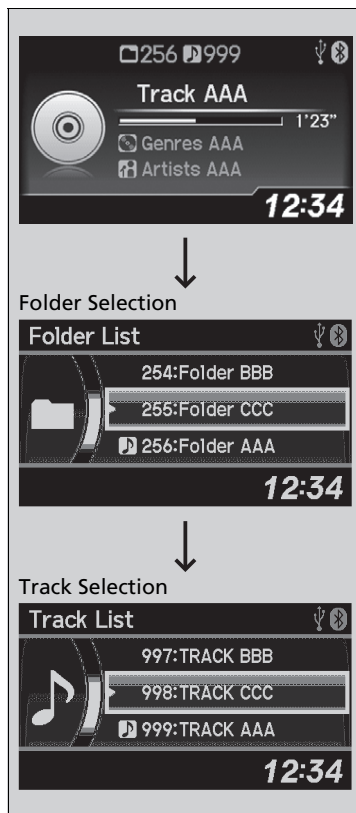 256 999
Track AAA
1'23"
Genres AAA
Artists AAA
12:34
Folder Selection
Folder List
254:Folder BBB
255:Folder CCC
256:Folder AAA
12:34
Track Selection
Track List
997:TRACK BBB
998:TRACK CCC
999:TRACK AAA
12:34